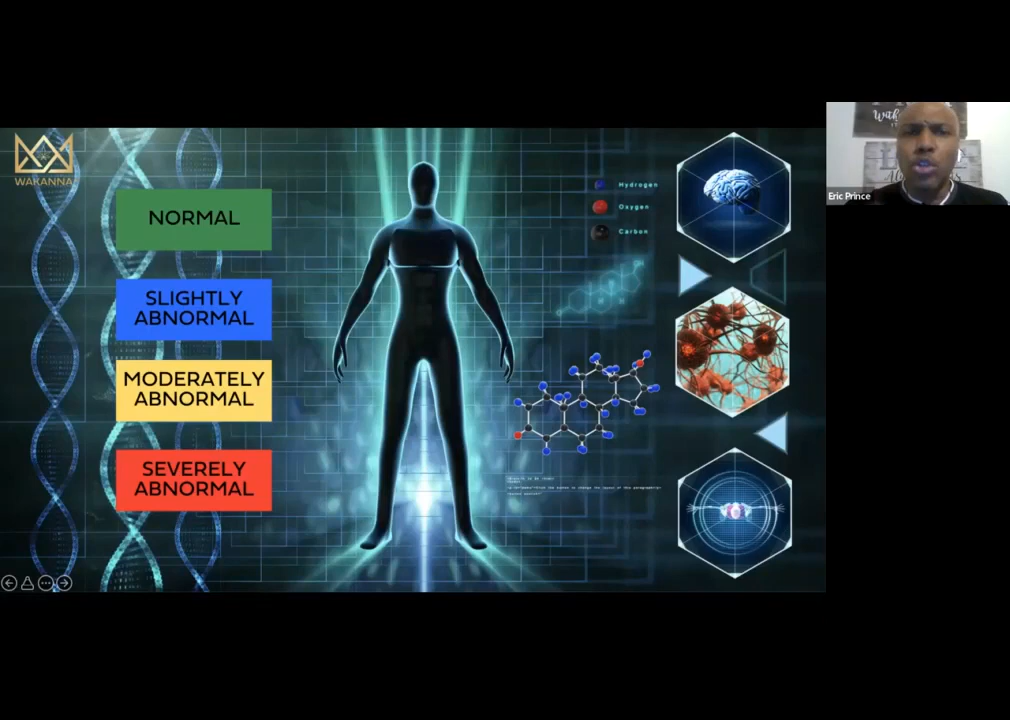 WAKANNA
NORMAL
SLIGHTLY
ABNORMAL
MODERATELY
ABNORMAL
SEVERELY
ABNORMAL
Hydrogen
Oxygen
Carbon
H H
Eric Prince